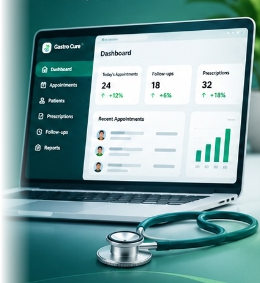 Gastro Cure
Dashboard
Appointments
Patients
Prescriptions
Follow-ups
Reports
Dashboard
Today's Appointments
24
↑ +12%
Follow-ups
18
↑ +6%
Prescriptions
32
↑ +18%
Recent Appointments